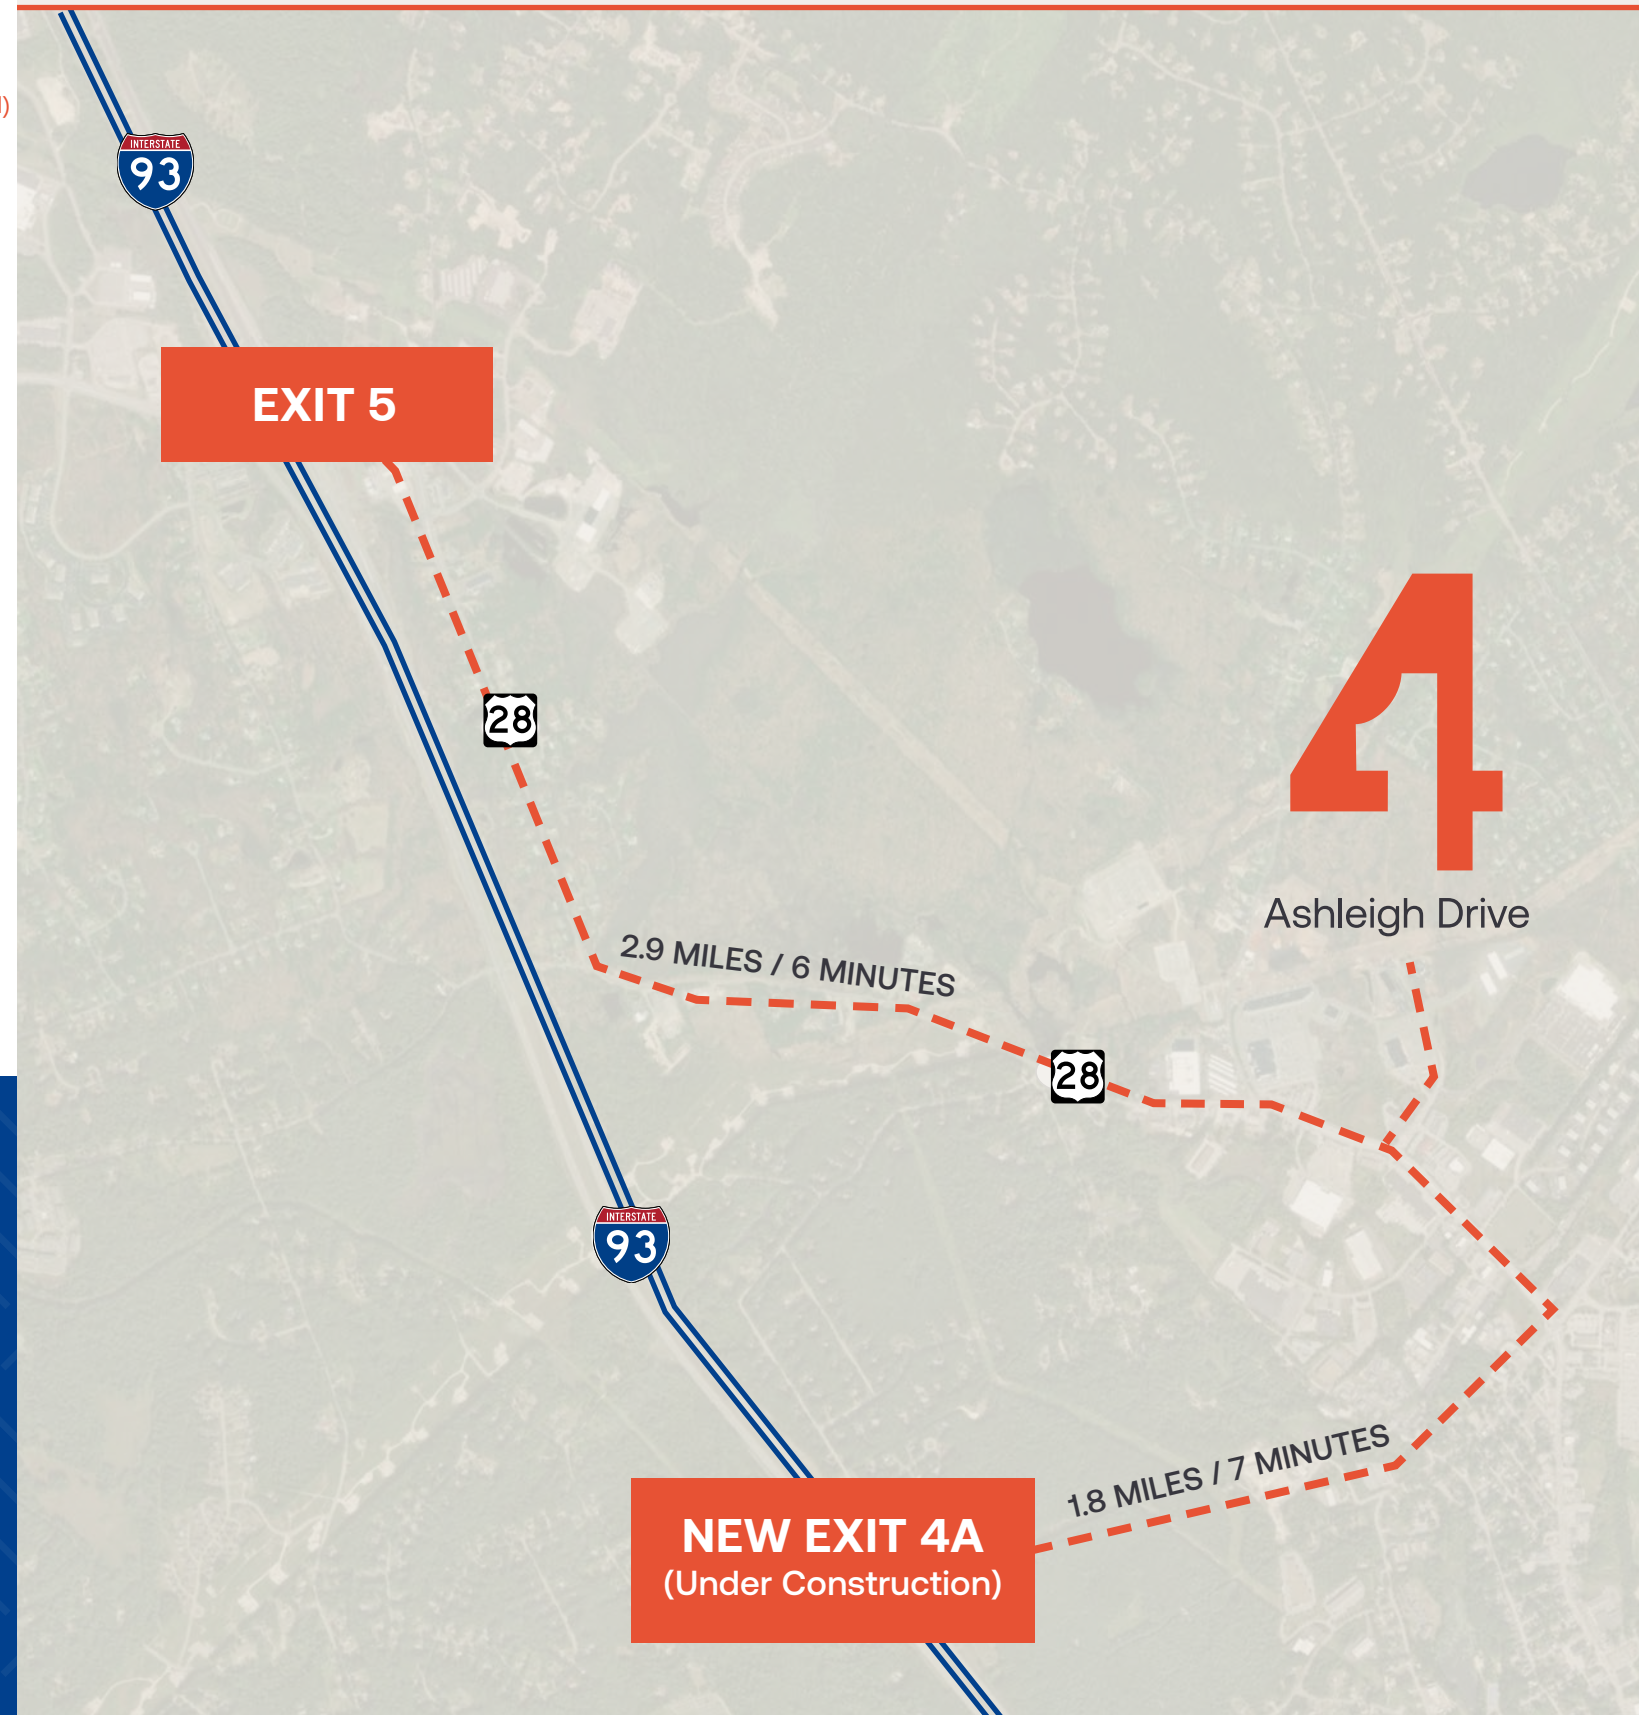 l)
INTERSTATE
93
EXIT 5
28
4
Ashleigh Drive
2.9 MILES / 6 MINUTES
28
INTERSTATE
93
1.8 MILES / 7 MINUTES
NEW EXIT 4A
(Under Construction)